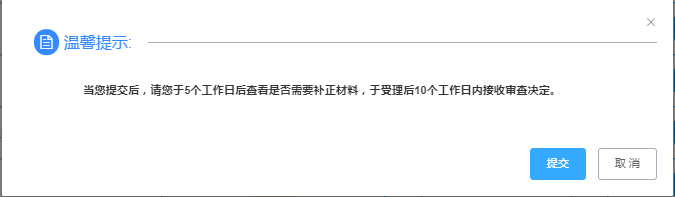 温馨提示:
当您提交后，请您于5个工作日后查看是否需要补正材料，于受理后10个工作日内接收审查决定。
提交
取 消